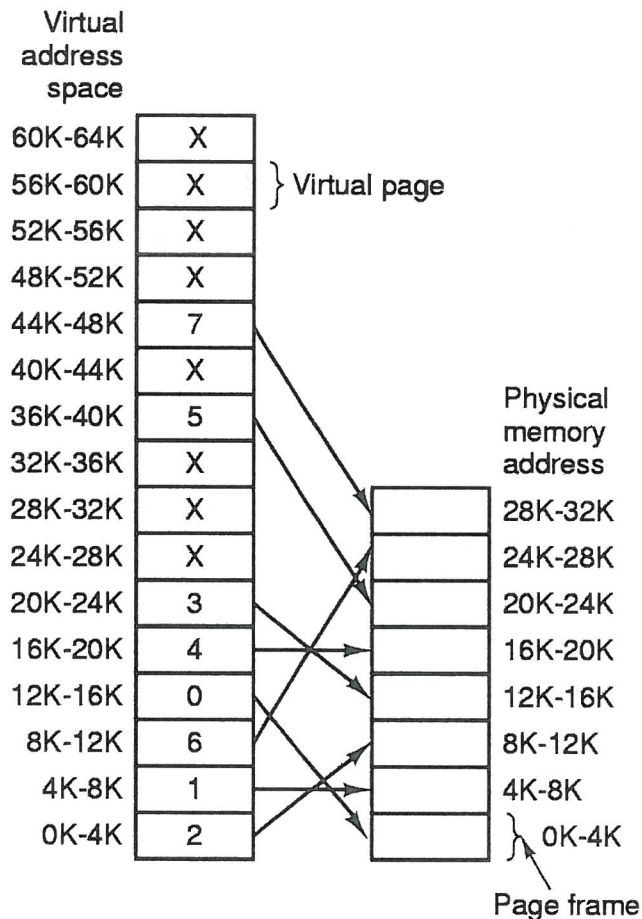 Virtual
address
space
60K-64K X
56K-60K X Virtual page
52K-56K X
48K-52K X
44K-48K 7
40K-44K X
36K-40K 5
Physical
memory
address
32K-36K X
28K-32K X 28K-32K
24K-28K X 24K-28K
20K-24K 3 20K-24K
16K-20K 4 16K-20K
12K-16K 0 12K-16K
8K-12K 6 8K-12K
4K-8K 1 4K-8K
0K-4K 2 0K-4K
Page frame